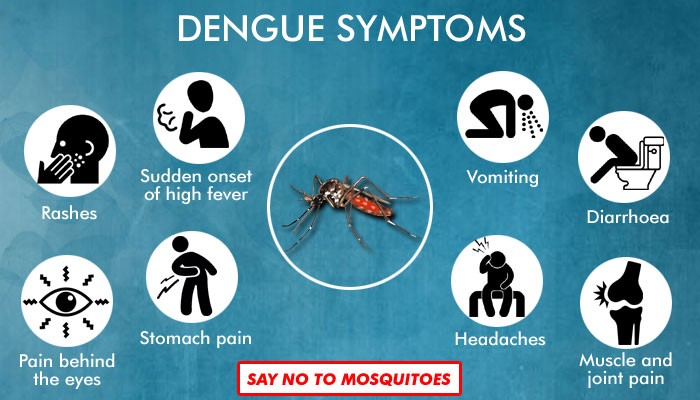 DENGUE SYMPTOMS
Rashes
Sudden onset
of high fever
Vomiting
Diarrhoea
Pain behind
the eyes
Stomach pain
Headaches
Muscle and
joint pain
SAY NO TO MOSQUITOES